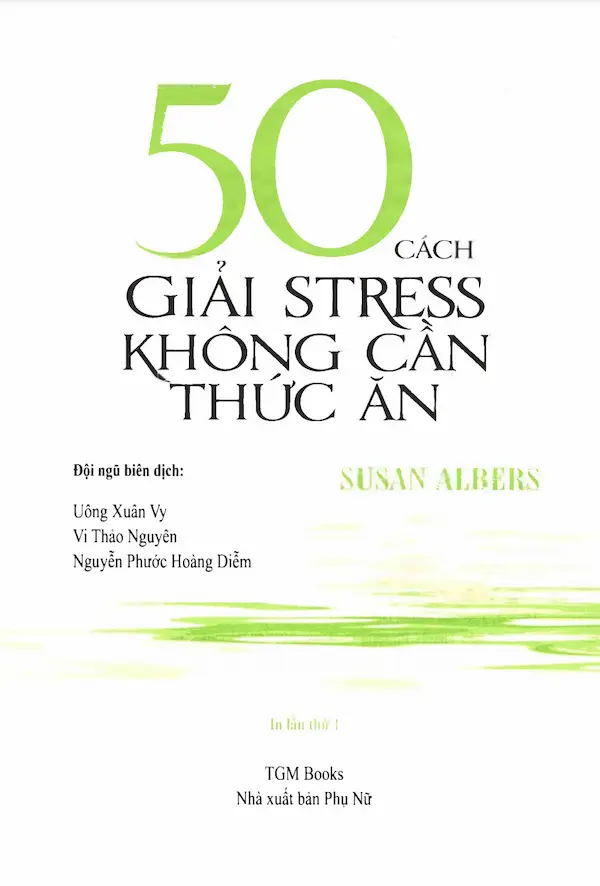 50
CÁCH
GIẢI STRESS
KHÔNG CẦN
THỨC ĂN
Đội ngũ biên dịch:
SUSAN ALBERS
Uông Xuân Vy
Vi Thảo Nguyên
Nguyễn Phước Hoàng Diễm
In lần thứ 1
TGM Books
Nhà xuất bản Phụ Nữ